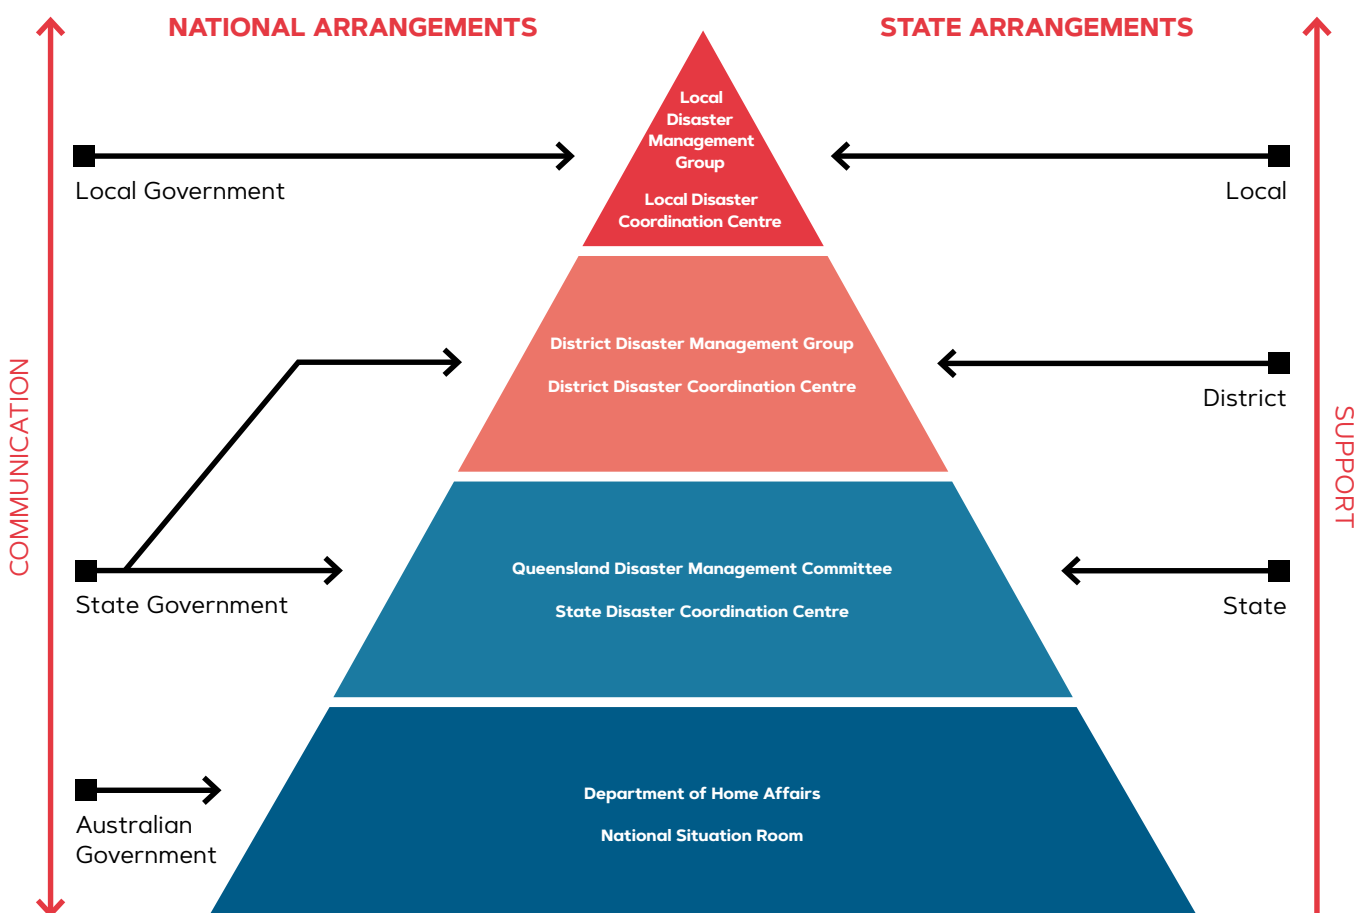 NATIONAL ARRANGEMENTS
STATE ARRANGEMENTS
Local
Disaster
Management
Group
Local Disaster
Coordination Centre
Local Government
Local
District Disaster Management Group
District Disaster Coordination Centre
District
COMMUNICATION
SUPPORT
Queensland Disaster Management Committee
State Disaster Coordination Centre
State Government
State
Department of Home Affairs
National Situation Room
Australian
Government